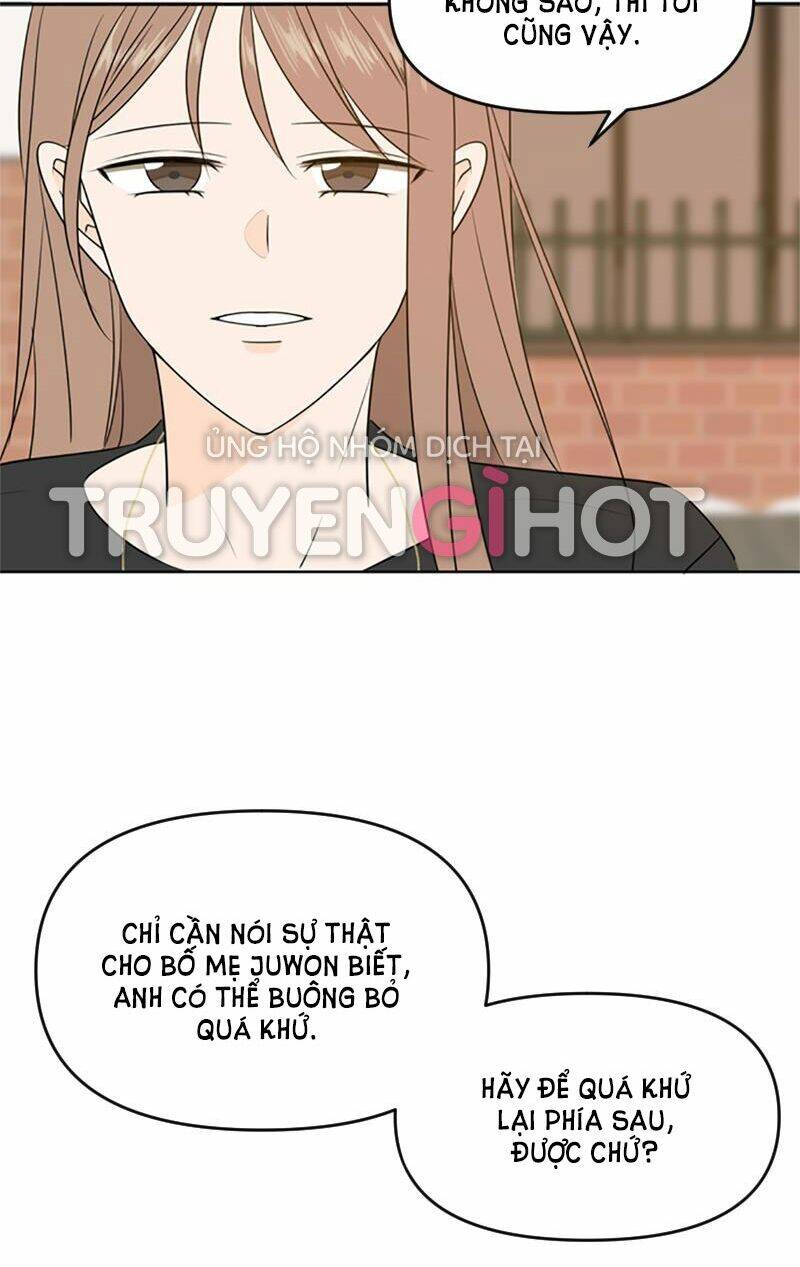 KHÔNG SAO, THÌ TÔI
CŨNG VẬY.
ỦNG HỘ NHÓM DỊCH TẠI
TRUYENGIHOT
CHỈ CẦN NÓI SỰ THẬT
CHO BỐ MẸ JUWON BIẾT,
ANH CÓ THỂ BUÔNG BỎ
QUÁ KHỨ.
HÃY ĐỂ QUÁ KHỨ
LẠI PHÍA SAU,
ĐƯỢC CHỨ?